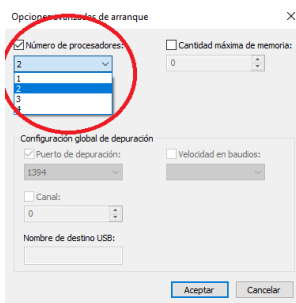 Opciones avanzadas de arranque
Número de procesadores:
Cantidad máxima de memoria:
2
0
1
2
3
4
Configuración global de depuración
Puerto de depuración:
Velocidad en baudios:
1394
Canal:
0
Nombre de destino USB:
Aceptar
Cancelar